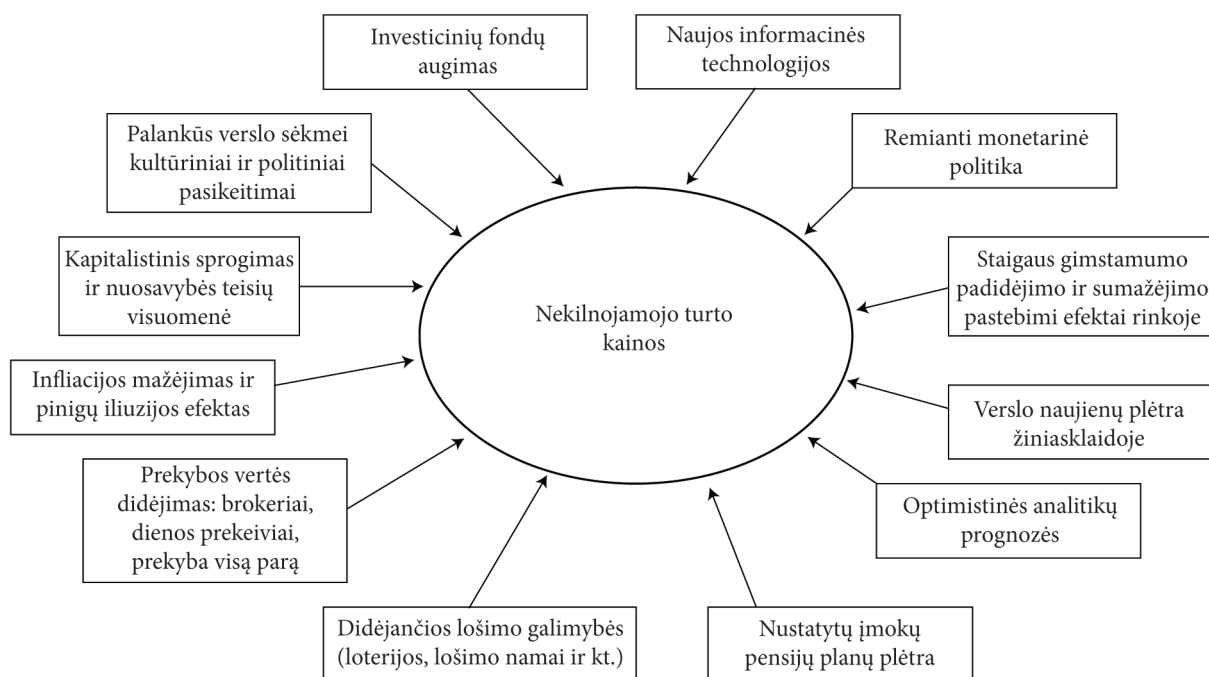 Investicinių fondų
augimas
Naujos informacinės
technologijos
Palankūs verslo sėkmei
kultūriniai ir politiniai
pasikeitimai
Remianti monetarinė
politika
Kapitalistinis sprogimas
ir nuosavybės teisių
visuomenė
Staigaus gimstamumo
padidėjimo ir sumažėjimo
pastebimi efektai rinkoje
Nekilnojamojo turto
kainos
Infliacijos mažėjimas ir
pinigų iliuzijos efektas
Verslo naujienų plėtra
žiniasklaidoje
Prekybos vertės
didėjimas: brokeriai,
dienos prekeiviai,
prekyba visą parą
Optimistinės analitikų
prognozės
Didėjančios lošimo galimybės
(loterijos, lošimo namai ir kt.)
Nustatytų įmokų
pensijų planų plėtra